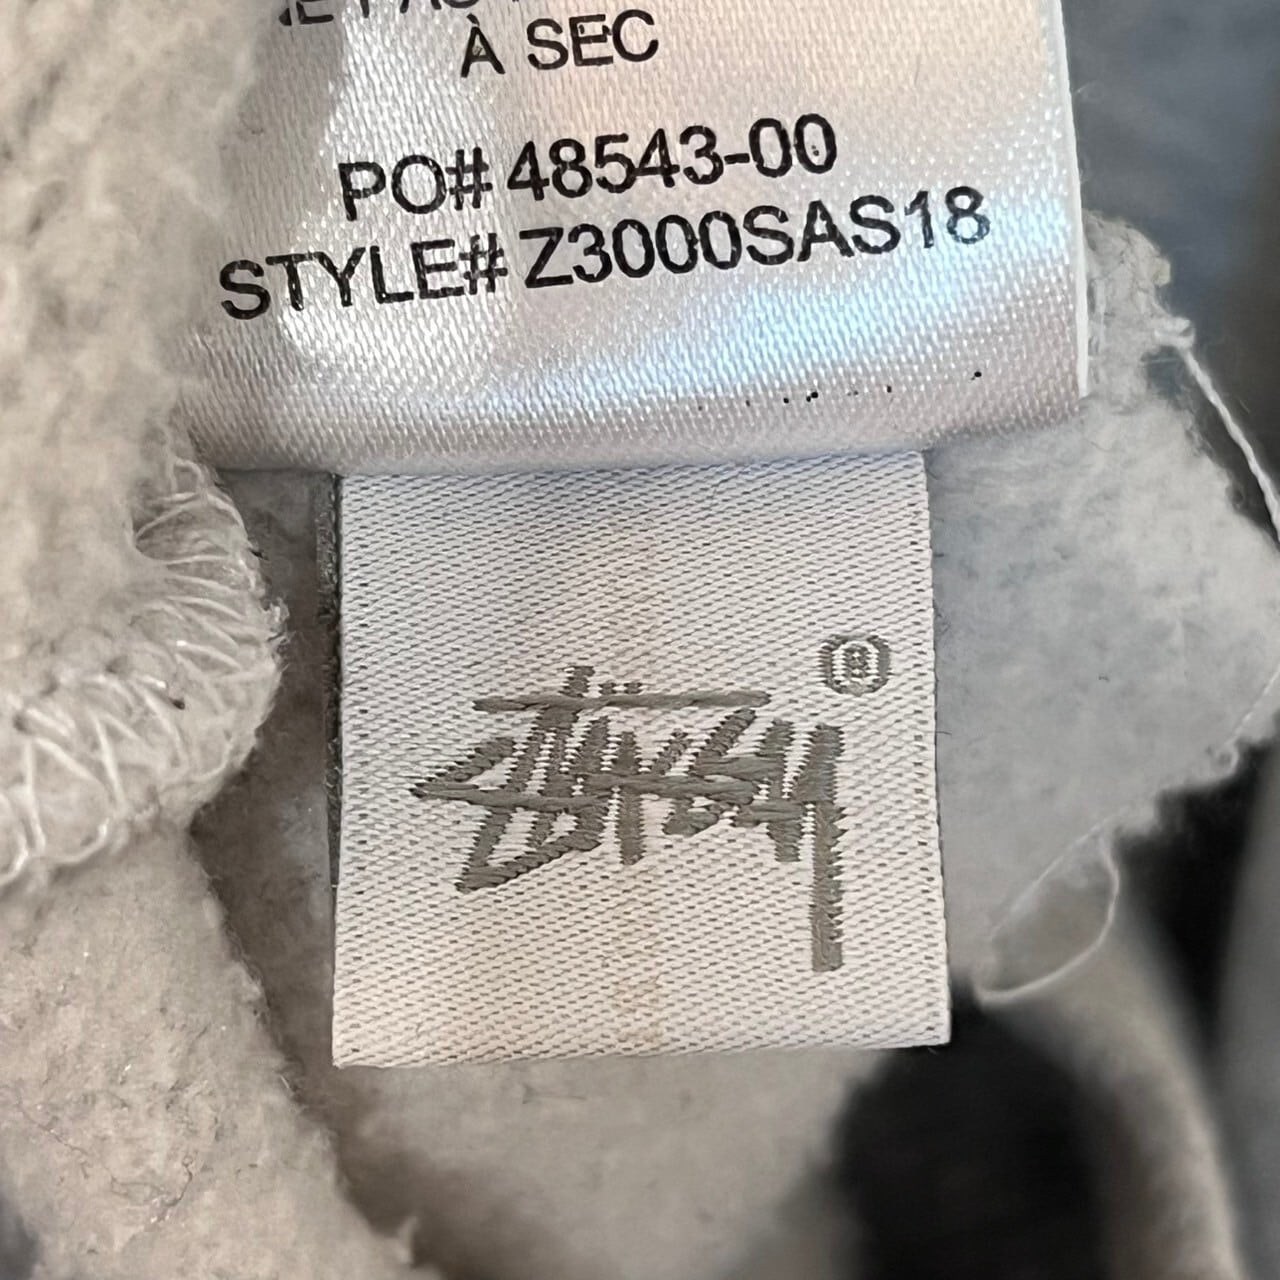 À SEC
PO# 48543-00
STYLE# Z3000SAS18
Stüssy ®